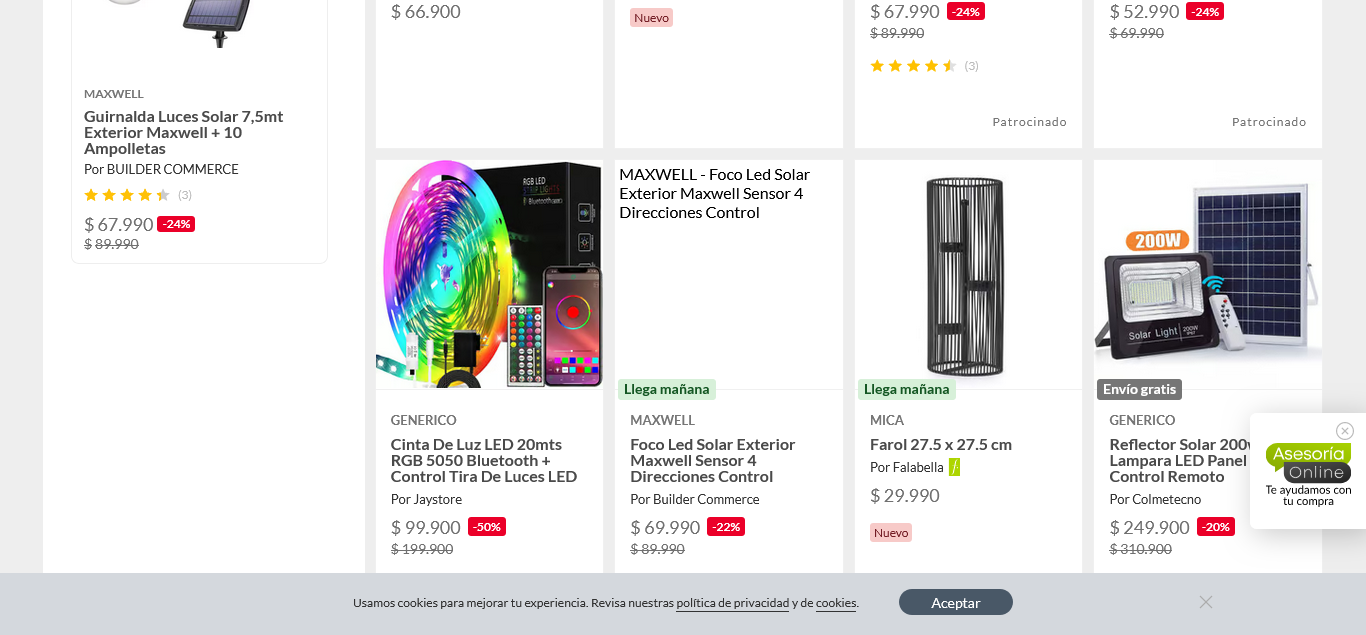 MAXWELL
Guirnalda Luces Solar 7,5mt
Exterior Maxwell + 10
Ampolletas
Por BUILDER COMMERCE
(3)
$ 67.990 -24%
$ 89.990
$ 66.900
Nuevo
$ 67.990 -24%
$ 89.990
(3)
Patrocinado
$ 52.990 -24%
$ 69.990
Patrocinado
RGB LED
STRIP LIGHTS
Bluetooth
GENERICO
Cinta De Luz LED 20mts
RGB 5050 Bluetooth +
Control Tira De Luces LED
Por Jaystore
$ 99.900 -50%
$ 199.900
MAXWELL - Foco Led Solar
Exterior Maxwell Sensor 4
Direcciones Control
Llega mañana
MAXWELL
Foco Led Solar Exterior
Maxwell Sensor 4
Direcciones Control
Por Builder Commerce
$ 69.990 -22%
$ 89.990
Llega mañana
MICA
Farol 27.5 x 27.5 cm
Por Falabella f.
$ 29.990
Nuevo
200W
Solar Light 200W
Envío gratis
GENERICO
Reflector Solar 200w
Lampara LED Panel
Control Remoto
Por Colmetecno
$ 249.900 -20%
$ 310.900
Asesoría
Online
Te ayudamos con
tu compra
Usamos cookies para mejorar tu experiencia. Revisa nuestras política de privacidad y de cookies.
Aceptar